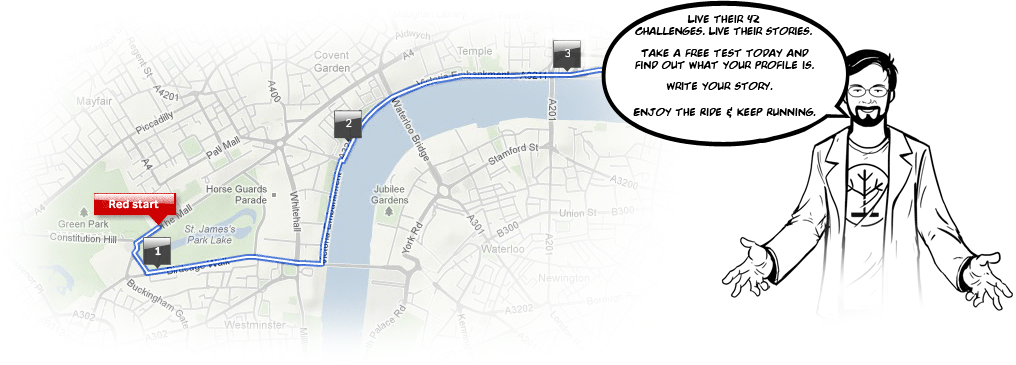 LIVE THEIR 42
CHALLENGES. LIVE THEIR STORIES.
TAKE A FREE TEST TODAY AND
FIND OUT WHAT YOUR PROFILE IS.
WRITE YOUR STORY.
ENJOY THE RIDE & KEEP RUNNING.
Aldwych
Temple
3
Covent
Garden
Regent St
A4201
A400
Victoria Embankment
A3211
Mayfair
Piccadilly
A4
Pall Mall
2
Waterloo Bridge
A201
Stamford St
A3200
Horse Guards
Parade
Whitehall
Victoria Embankment
Jubilee
Gardens
Red start
The Mall
A4
Green Park
Constitution Hill
St. James's
Park Lake
1
Birdcage Walk
York Rd
A301
B300
Union St
B300
A201
Waterloo
Newington
Buckingham Gate
A302
A3214
Westminster
Palace Rd
A3202